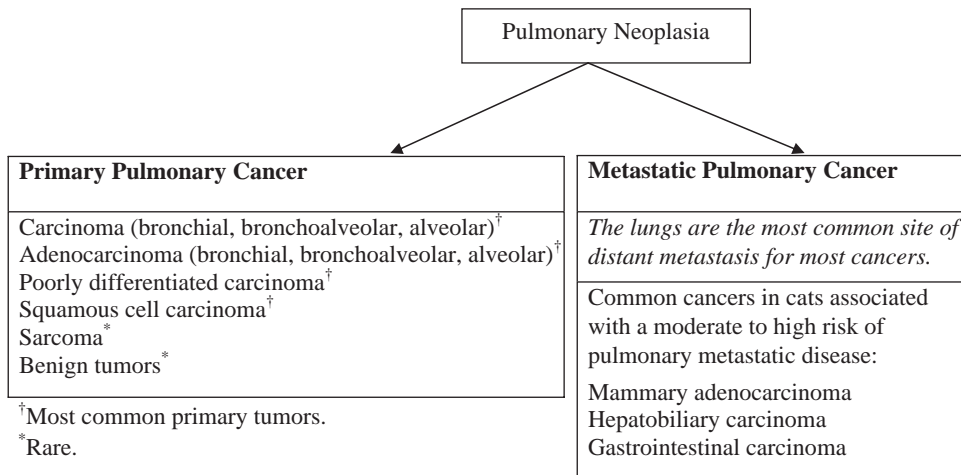 Pulmonary Neoplasia
Primary Pulmonary Cancer
Carcinoma (bronchial, bronchoalveolar, alveolar)†
Adenocarcinoma (bronchial, bronchoalveolar, alveolar)†
Poorly differentiated carcinoma†
Squamous cell carcinoma†
Sarcoma*
Benign tumors*
†Most common primary tumors.
*Rare.
Metastatic Pulmonary Cancer
The lungs are the most common site of
distant metastasis for most cancers.
Common cancers in cats associated
with a moderate to high risk of
pulmonary metastatic disease:
Mammary adenocarcinoma
Hepatobiliary carcinoma
Gastrointestinal carcinoma